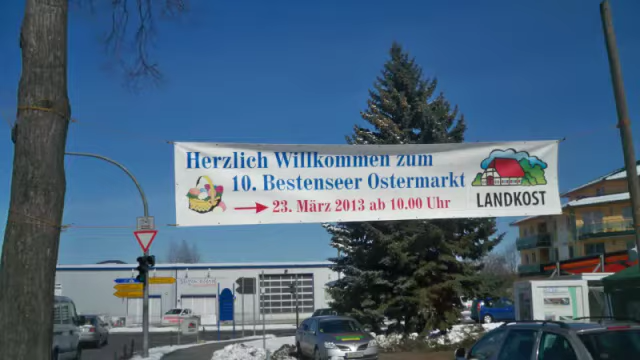 Herzlich Willkommen zum
10. Bestenseer Ostermarkt
23. März 2013 ab 10.00 Uhr
LANDKOST